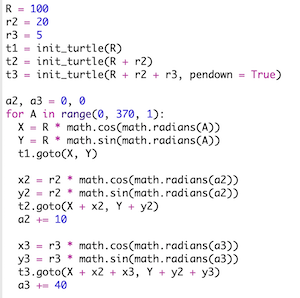 R = 100
r2 = 20
r3 = 5
t1 = init_turtle(R)
t2 = init_turtle(R + r2)
t3 = init_turtle(R + r2 + r3, pendown = True)

a2, a3 = 0, 0
for A in range(0, 370, 1):
  X = R * math.cos(math.radians(A))
  Y = R * math.sin(math.radians(A))
  t1.goto(X, Y)

  x2 = r2 * math.cos(math.radians(a2))
  y2 = r2 * math.sin(math.radians(a2))
  t2.goto(X + x2, Y + y2)
  a2 += 10

  x3 = r3 * math.cos(math.radians(a3))
  y3 = r3 * math.sin(math.radians(a3))
  t3.goto(X + x2 + x3, Y + y2 + y3)
  a3 += 40